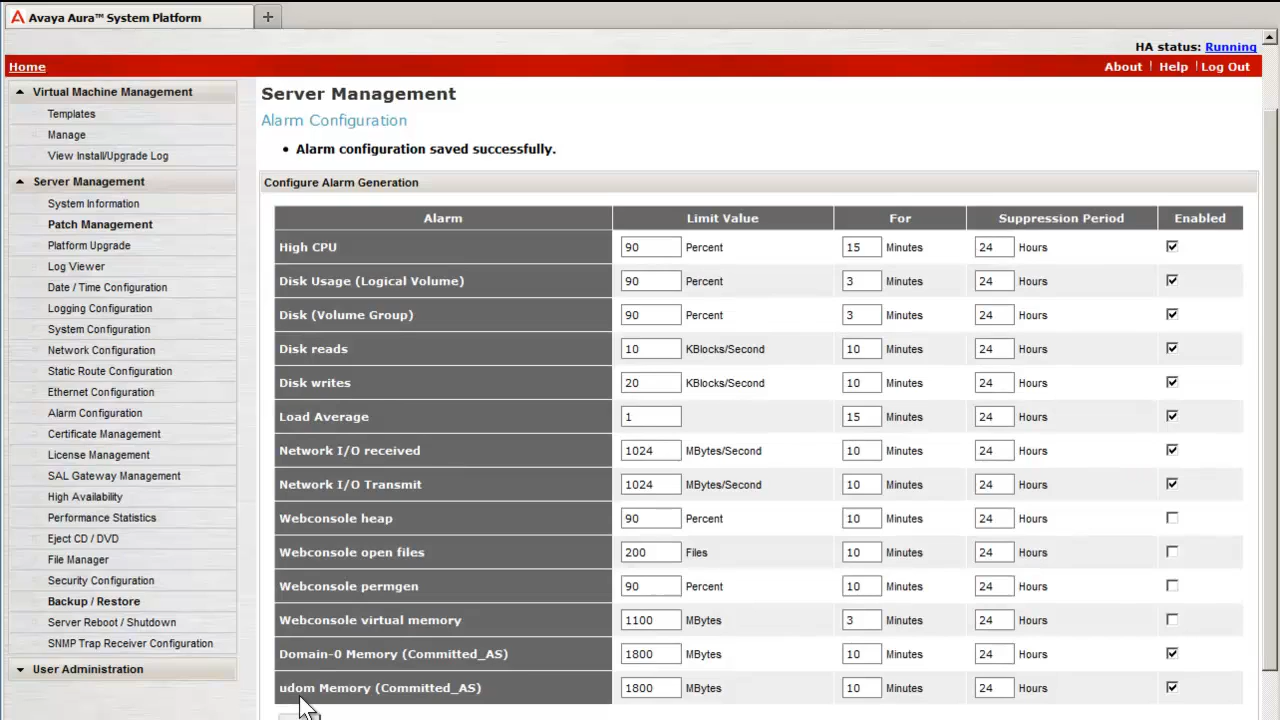 Avaya Aura™ System Platform
HA status: Running
Home
About Help Log Out
Virtual Machine Management
Templates
Manage
View Install/Upgrade Log
Server Management
System Information
Patch Management
Platform Upgrade
Log Viewer
Date / Time Configuration
Logging Configuration
System Configuration
Network Configuration
Static Route Configuration
Ethernet Configuration
Alarm Configuration
Certificate Management
License Management
SAL Gateway Management
High Availability
Performance Statistics
Eject CD / DVD
File Manager
Security Configuration
Backup / Restore
Server Reboot / Shutdown
SNMP Trap Receiver Configuration
User Administration
Server Management
Alarm Configuration
• Alarm configuration saved successfully.
Configure Alarm Generation
Alarm Limit Value For Suppression Period Enabled
High CPU 90 Percent 15 Minutes 24 Hours
Disk Usage (Logical Volume) 90 Percent 3 Minutes 24 Hours
Disk (Volume Group) 90 Percent 3 Minutes 24 Hours
Disk reads 10 KBlocks/Second 10 Minutes 24 Hours
Disk writes 20 KBlocks/Second 10 Minutes 24 Hours
Load Average 1 15 Minutes 24 Hours
Network I/O received 1024 MBytes/Second 10 Minutes 24 Hours
Network I/O Transmit 1024 MBytes/Second 10 Minutes 24 Hours
Webconsole heap 90 Percent 10 Minutes 24 Hours
Webconsole open files 200 Files 10 Minutes 24 Hours
Webconsole permgen 90 Percent 10 Minutes 24 Hours
Webconsole virtual memory 1100 MBytes 3 Minutes 24 Hours
Domain-0 Memory (Committed_AS) 1800 MBytes 10 Minutes 24 Hours
udom Memory (Committed_AS) 1800 MBytes 10 Minutes 24 Hours